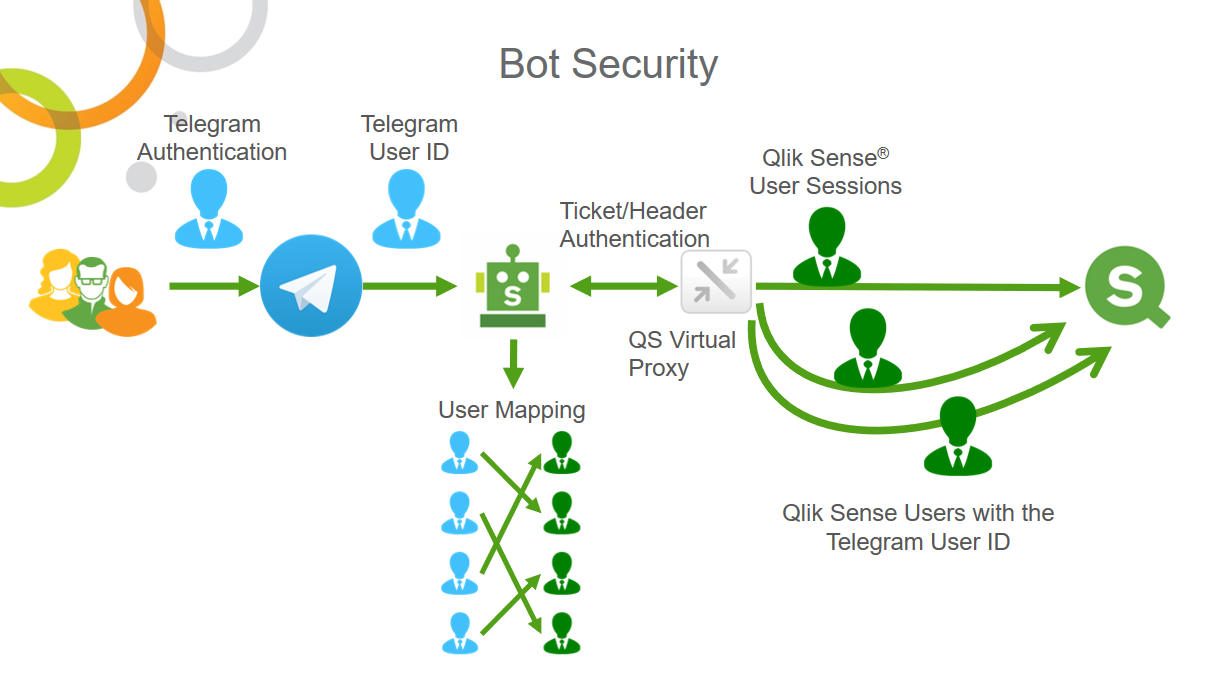 Bot Security
Telegram
Authentication
Telegram
User ID
Qlik Sense®
User Sessions
Ticket/Header
Authentication
S
S
QS Virtual
Proxy
User Mapping
Qlik Sense Users with the
Telegram User ID